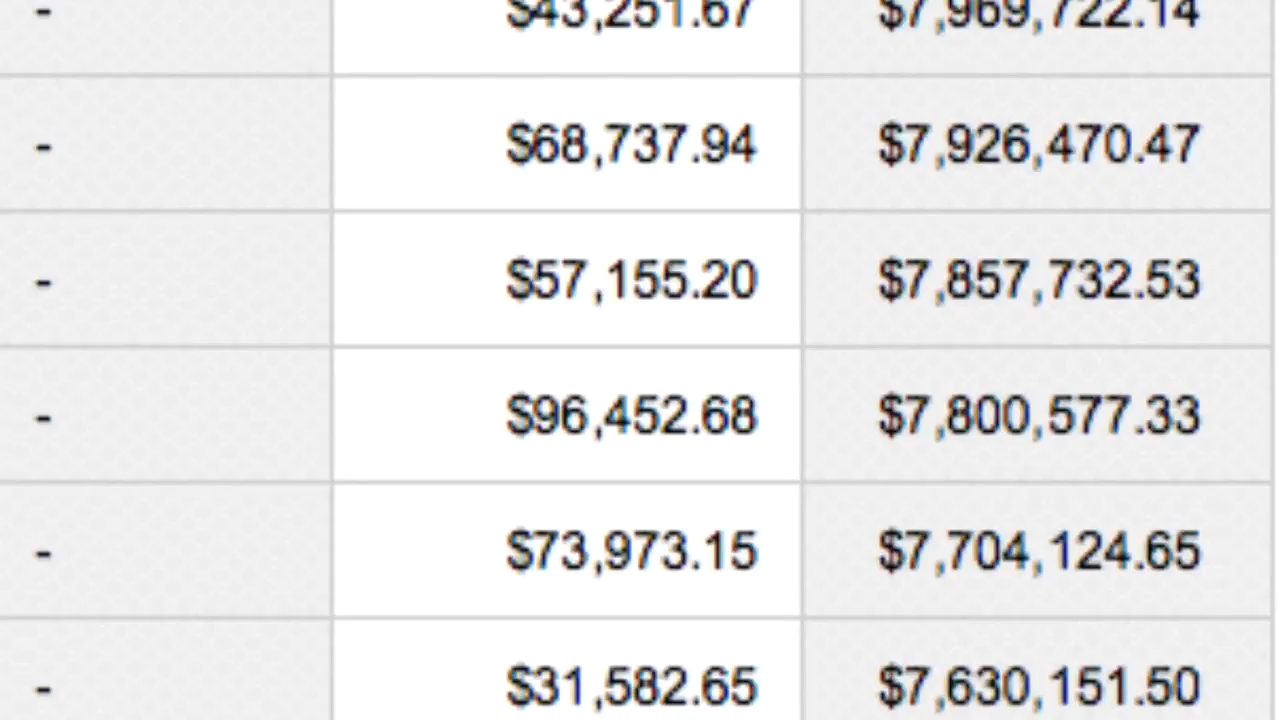 - $43,251.67 $7,969,722.14
- $68,737.94 $7,926,470.47
- $57,155.20 $7,857,732.53
- $96,452.68 $7,800,577.33
- $73,973.15 $7,704,124.65
- $31,582.65 $7,630,151.50